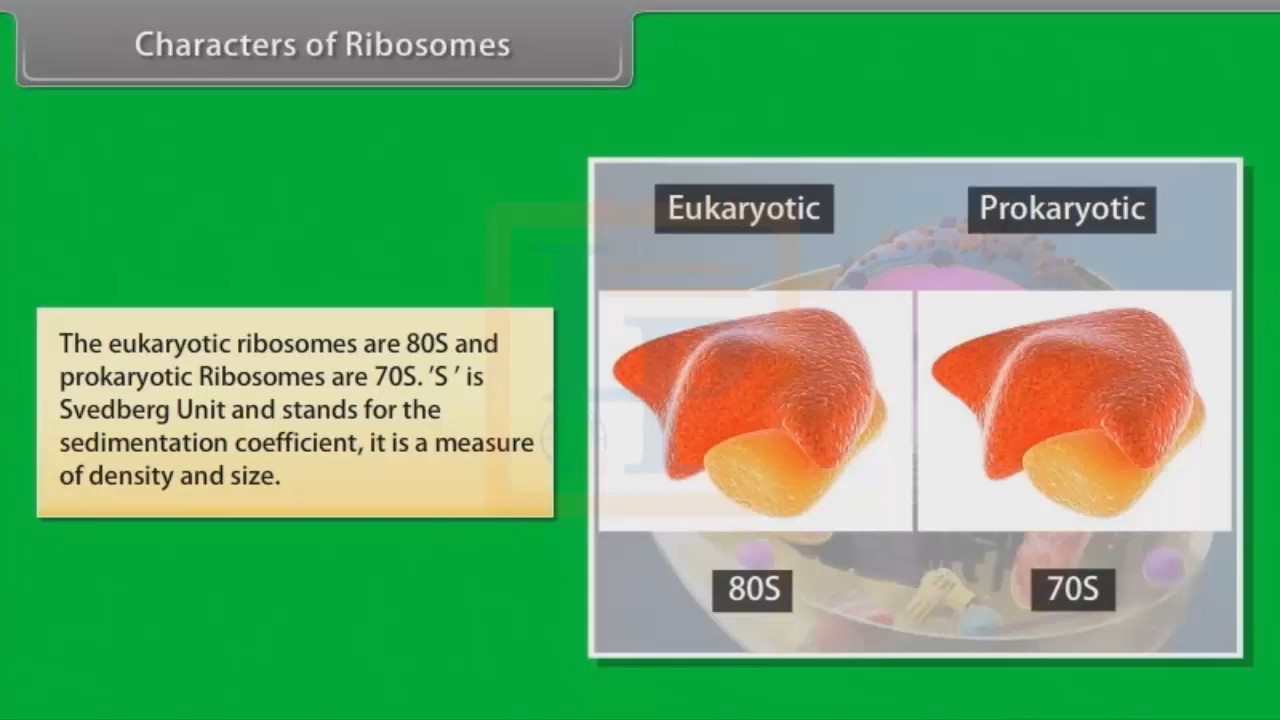 Characters of Ribosomes
Eukaryotic
Prokaryotic
The eukaryotic ribosomes are 80S and
prokaryotic Ribosomes are 70S. 'S ' is
Svedberg Unit and stands for the
sedimentation coefficient, it is a measure
of density and size.
80S
70S